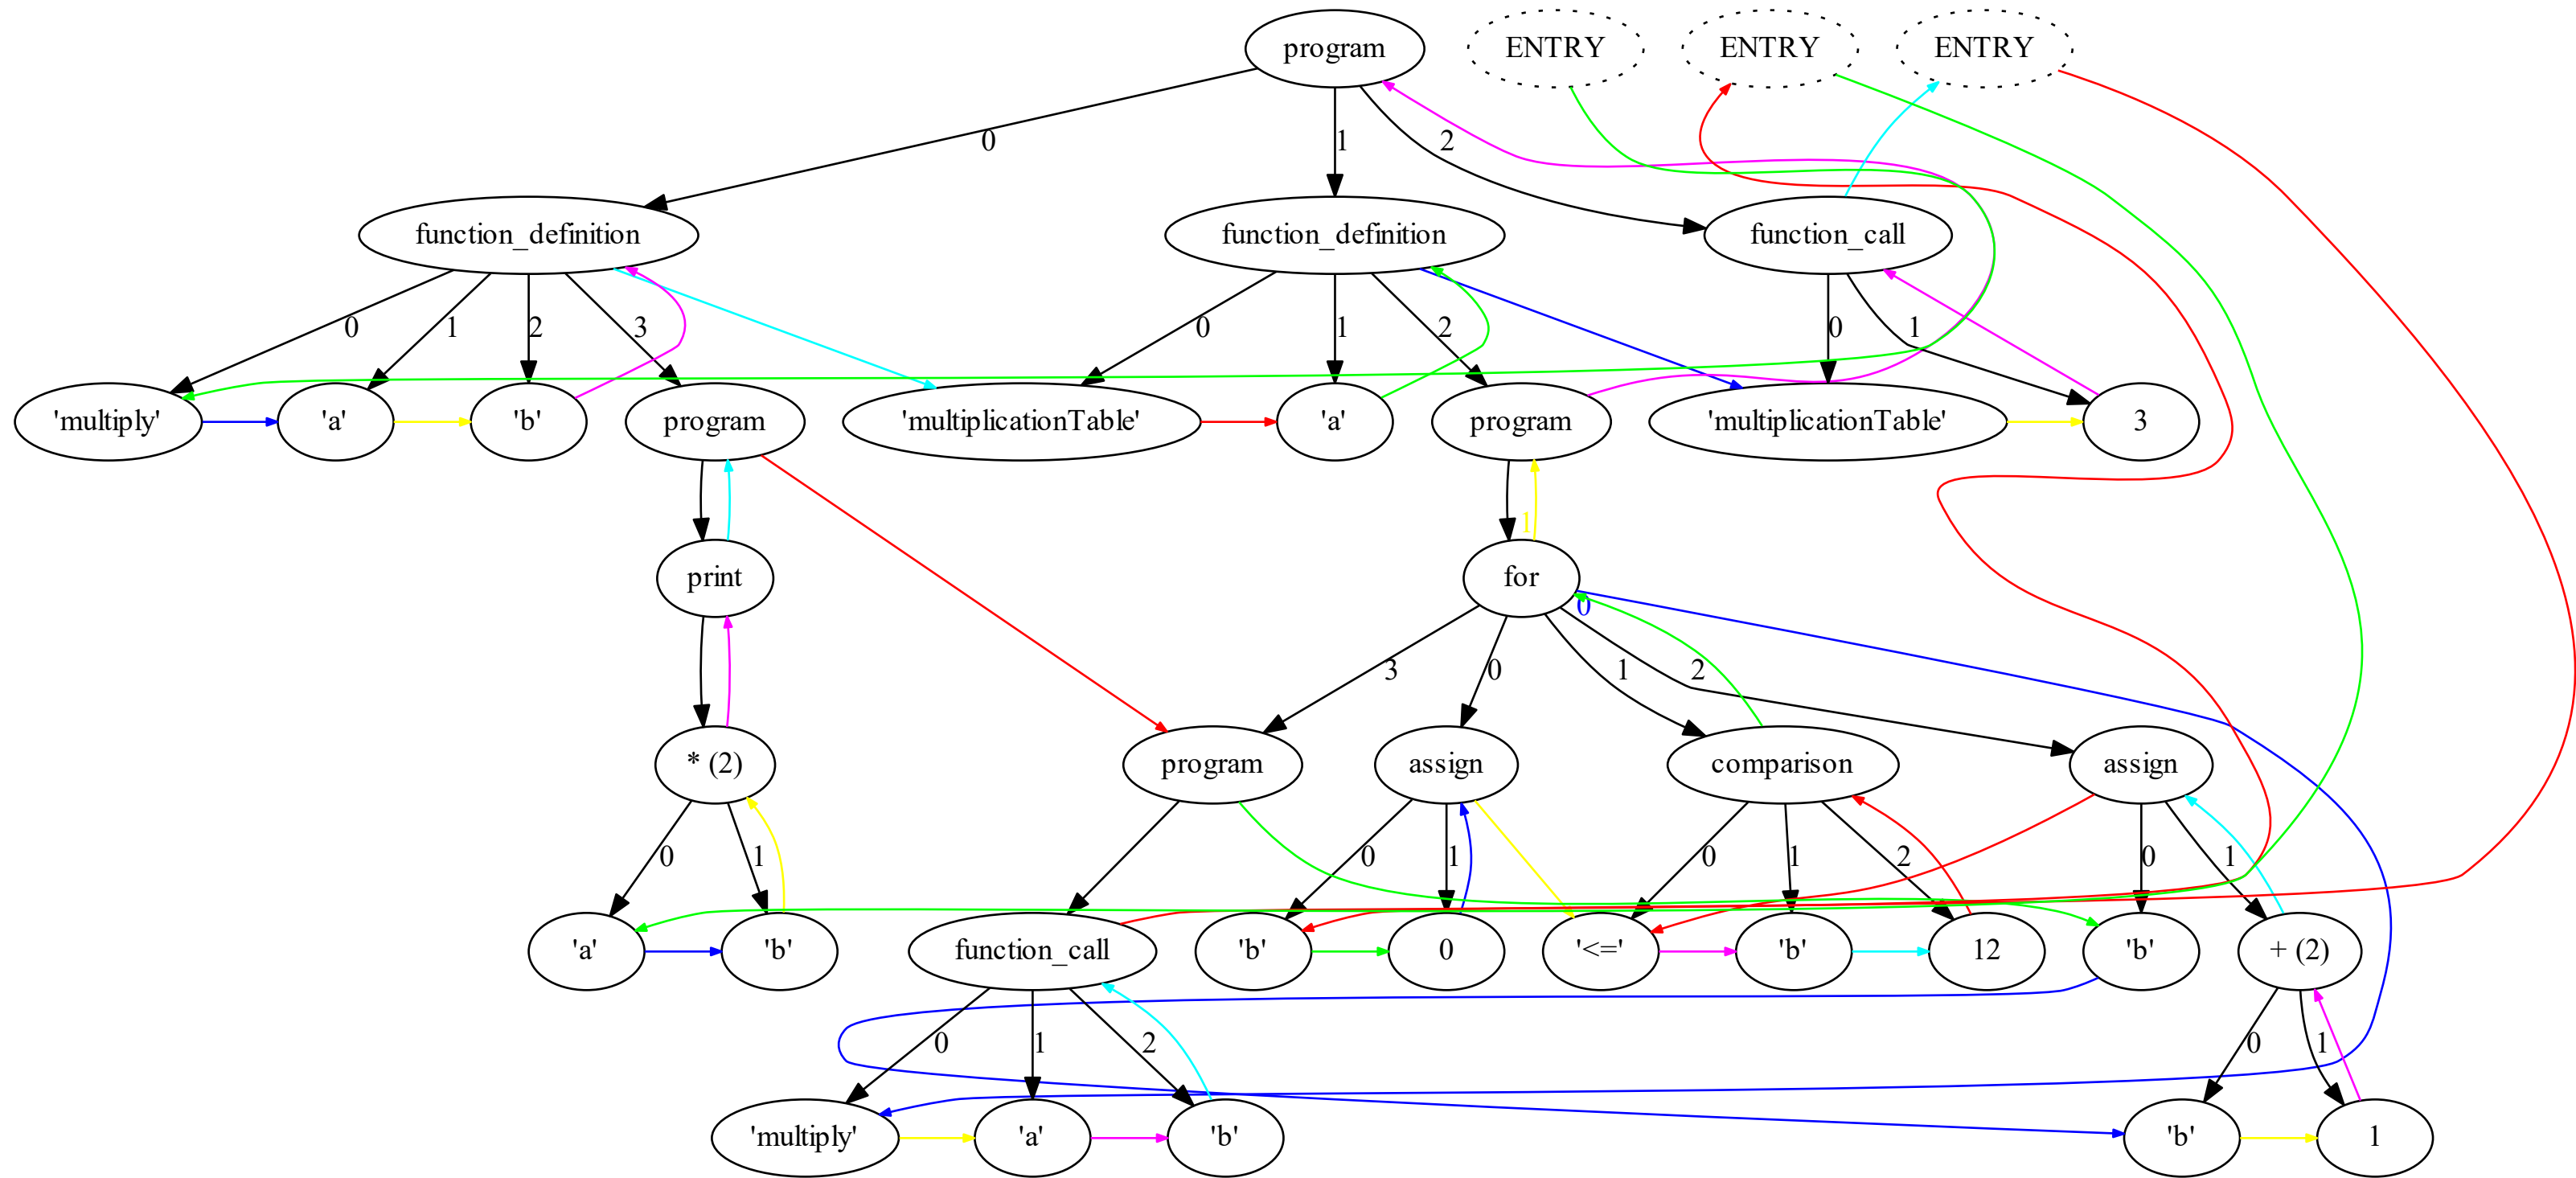 program ENTRY ENTRY ENTRY
0 1 2
function_definition function_definition function_call
0 1 2 3 0 1 2 0 1
'multiply' 'a' 'b' program 'multiplicationTable' 'a' program 'multiplicationTable' 3
1
print for
0
3 0 1 2
* (2) program assign comparison assign
0 1 0 1 0 1 2 0 1
'a' 'b' function_call 'b' 0 '<=' 'b' 12 'b' + (2)
0 1 2 0 1
'multiply' 'a' 'b' 'b' 1